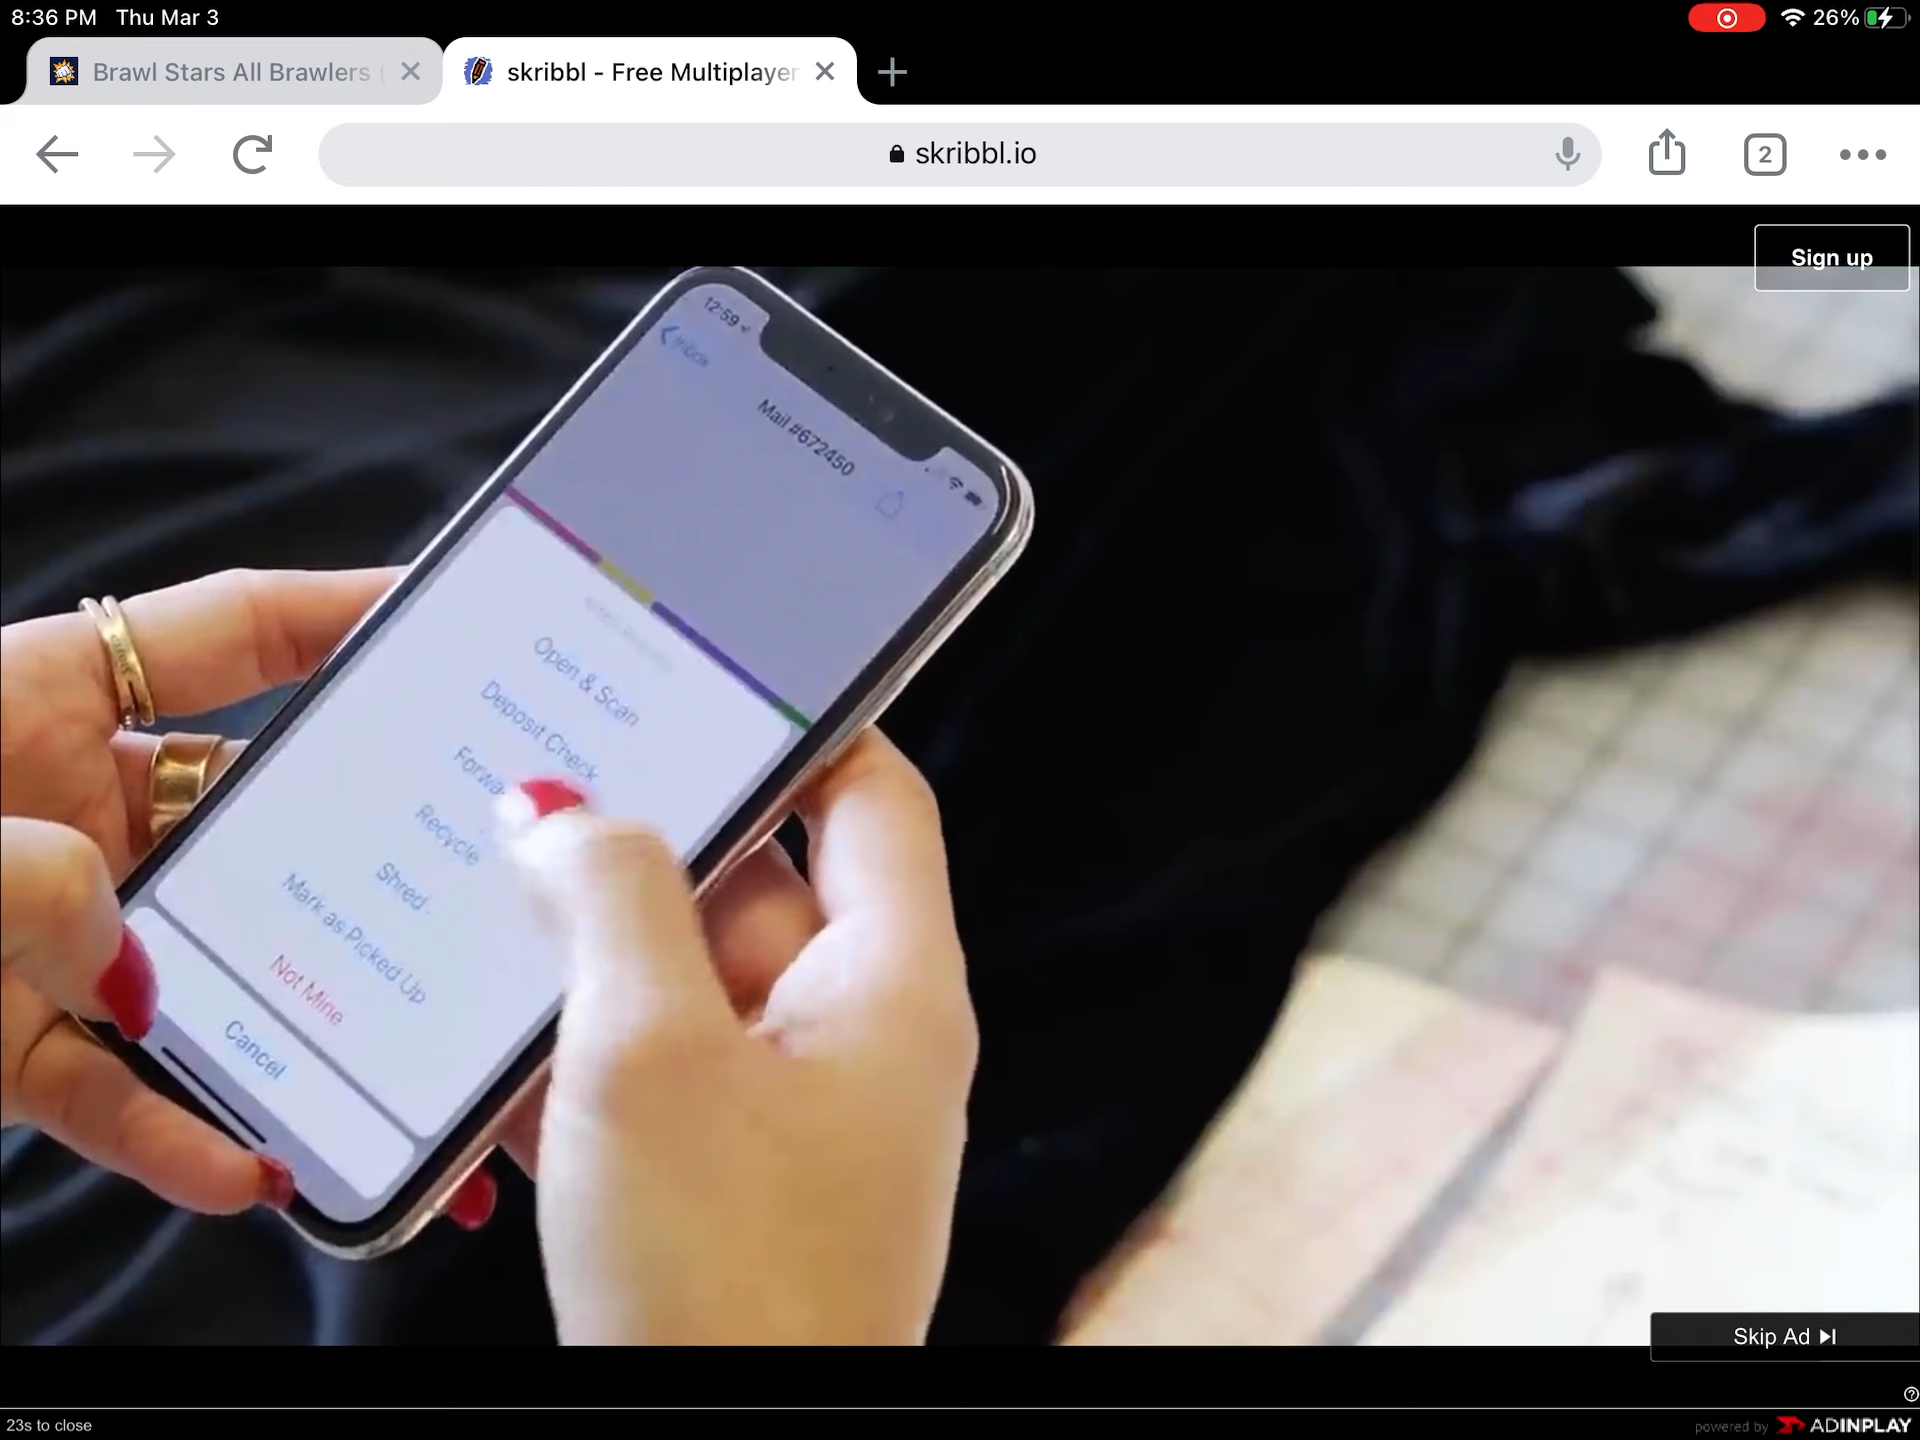 8:36 PM Thu Mar 3
26%
Brawl Stars All Brawlers (
skribbl - Free Multiplayer
skribbl.io
2
Sign up
12:59
Inbox
Mail #672450
Open & Scan
Deposit Check
Forwa
Recycle
Shred
Mark as Picked Up
Not Mine
Cancel
Skip Ad
23s to close
powered by ADINPLAY